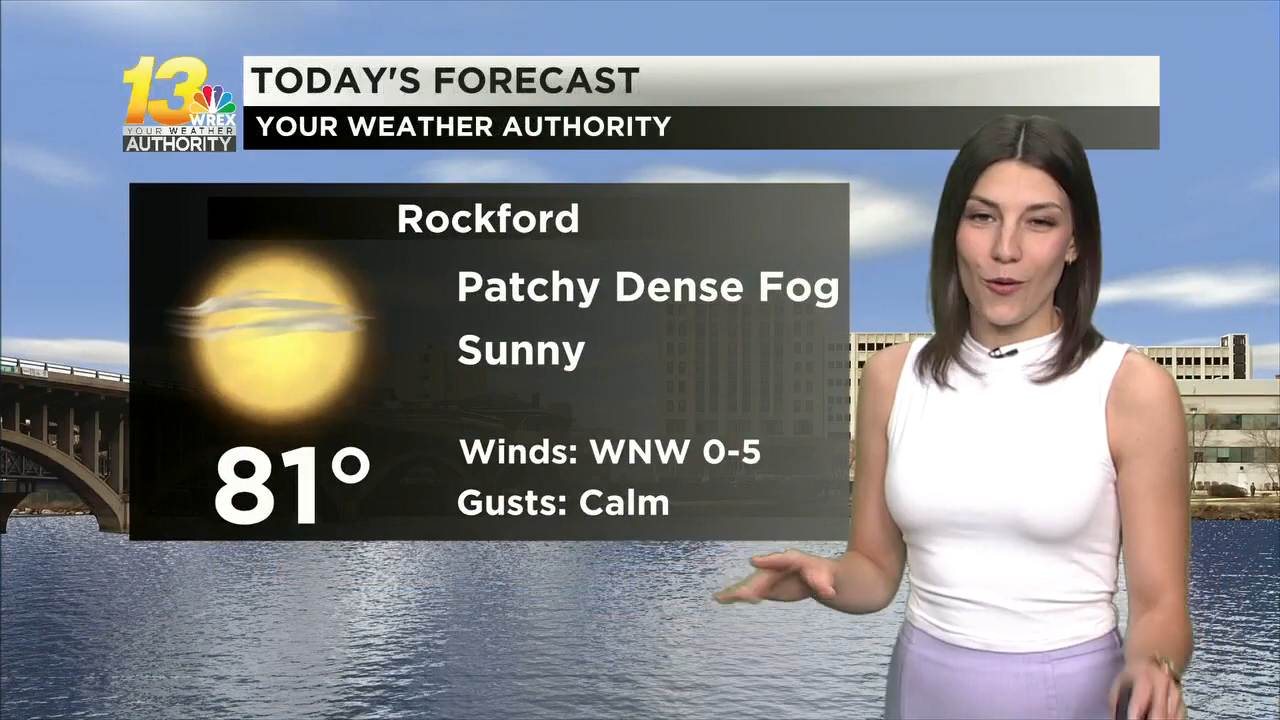 13
WREX
YOUR WEATHER
AUTHORITY
TODAY'S FORECAST
YOUR WEATHER AUTHORITY
Rockford
Patchy Dense Fog
Sunny
81°
Winds: WNW 0-5
Gusts: Calm